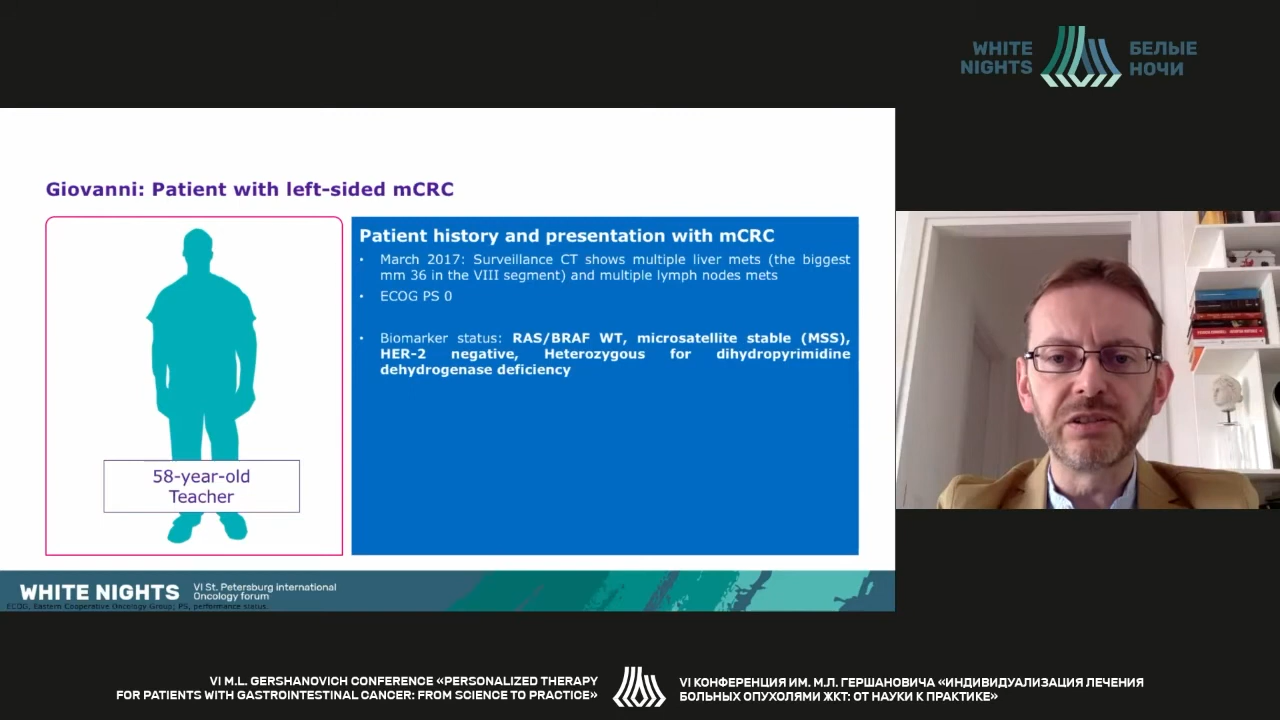 WHITE
NIGHTS
БЕЛЫЕ
НОЧИ
Giovanni: Patient with left-sided mCRC
58-year-old
Teacher
Patient history and presentation with mCRC
• March 2017: Surveillance CT shows multiple liver mets (the biggest
mm 36 in the VIII segment) and multiple lymph nodes mets
• ECOG PS 0
• Biomarker status: RAS/BRAF WT, microsatellite stable (MSS),
HER-2 negative, Heterozygous for dihydropyrimidine
dehydrogenase deficiency
WHITE NIGHTS
VI St. Petersburg international
Oncology forum
ECOG, Eastern Cooperative Oncology Group; PS, performance status.
VI M.L. GERSHANOVICH CONFERENCE «PERSONALIZED THERAPY
FOR PATIENTS WITH GASTROINTESTINAL CANCER: FROM SCIENCE TO PRACTICE»
VI КОНФЕРЕНЦИЯ ИМ. М.Л. ГЕРШАНОВИЧА «ИНДИВИДУАЛИЗАЦИЯ ЛЕЧЕНИЯ
БОЛЬНЫХ ОПУХОЛЯМИ ЖКТ: ОТ НАУКИ К ПРАКТИКЕ»